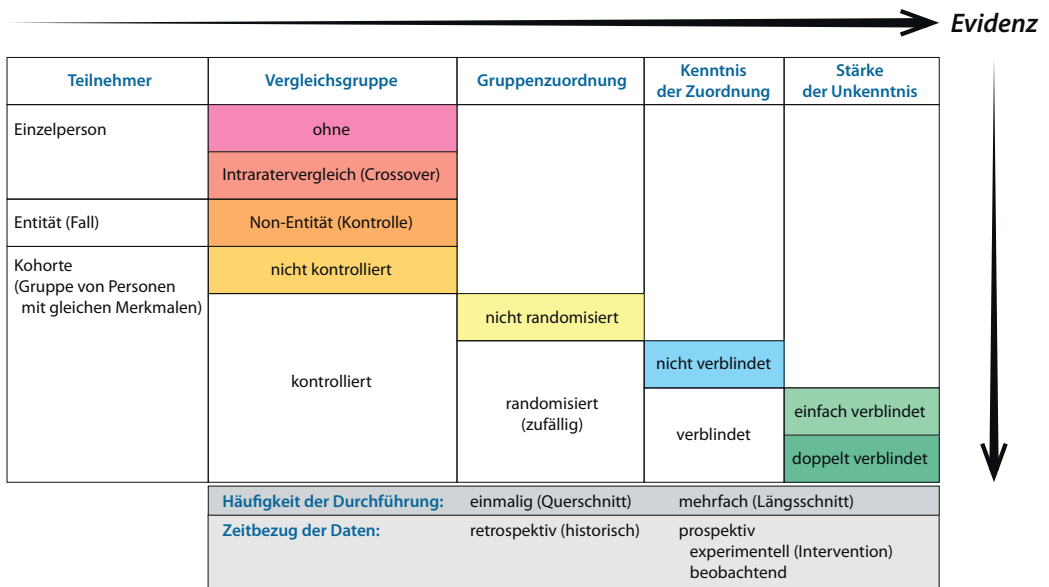 Evidenz
Teilnehmer
Vergleichsgruppe
Gruppenzuordnung
Kenntnis
der Zuordnung
Stärke
der Unkenntnis
Einzelperson
ohne
Intraratervergleich (Crossover)
Entität (Fall)
Non-Entität (Kontrolle)
Kohorte
(Gruppe von Personen
mit gleichen Merkmalen)
nicht kontrolliert
nicht randomisiert
kontrolliert
nicht verblindet
randomisiert
(zufällig)
verblindet
einfach verblindet
doppelt verblindet
Häufigkeit der Durchführung: einmalig (Querschnitt) mehrfach (Längsschnitt)
Zeitbezug der Daten: retrospektiv (historisch) prospektiv
experimentell (Intervention)
beobachtend